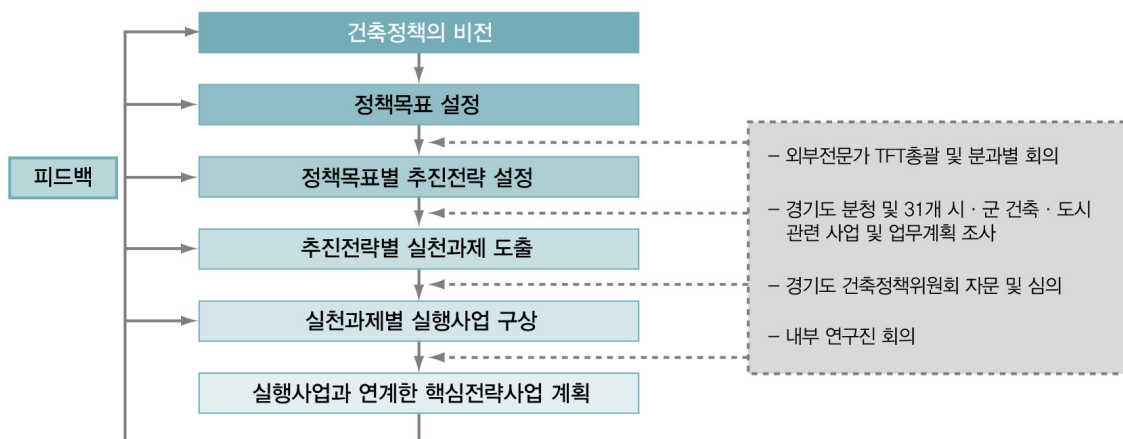 건축정책의 비전
정책목표 설정
피드백
정책목표별 추진전략 설정
추진전략별 실천과제 도출
실천과제별 실행사업 구상
실행사업과 연계한 핵심전략사업 계획
– 외부전문가 TFT총괄 및 분과별 회의
– 경기도 분청 및 31개 시 · 군 건축 · 도시
관련 사업 및 업무계획 조사
– 경기도 건축정책위원회 자문 및 심의
– 내부 연구진 회의